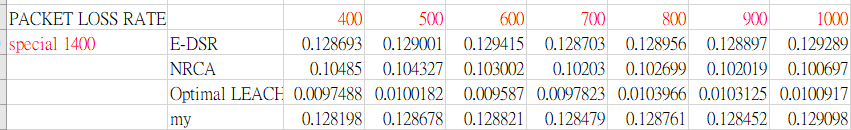 PACKET LOSS RATE 400 500 600 700 800 900 1000
special 1400 E-DSR 0.128693 0.129001 0.129415 0.128703 0.128956 0.128897 0.129289
NRCA 0.10485 0.104327 0.103002 0.10203 0.102699 0.102019 0.100697
Optimal LEACH 0.0097488 0.0100182 0.009587 0.0097823 0.0103966 0.0103125 0.0100917
my 0.128198 0.128678 0.128821 0.128479 0.128761 0.128452 0.129098